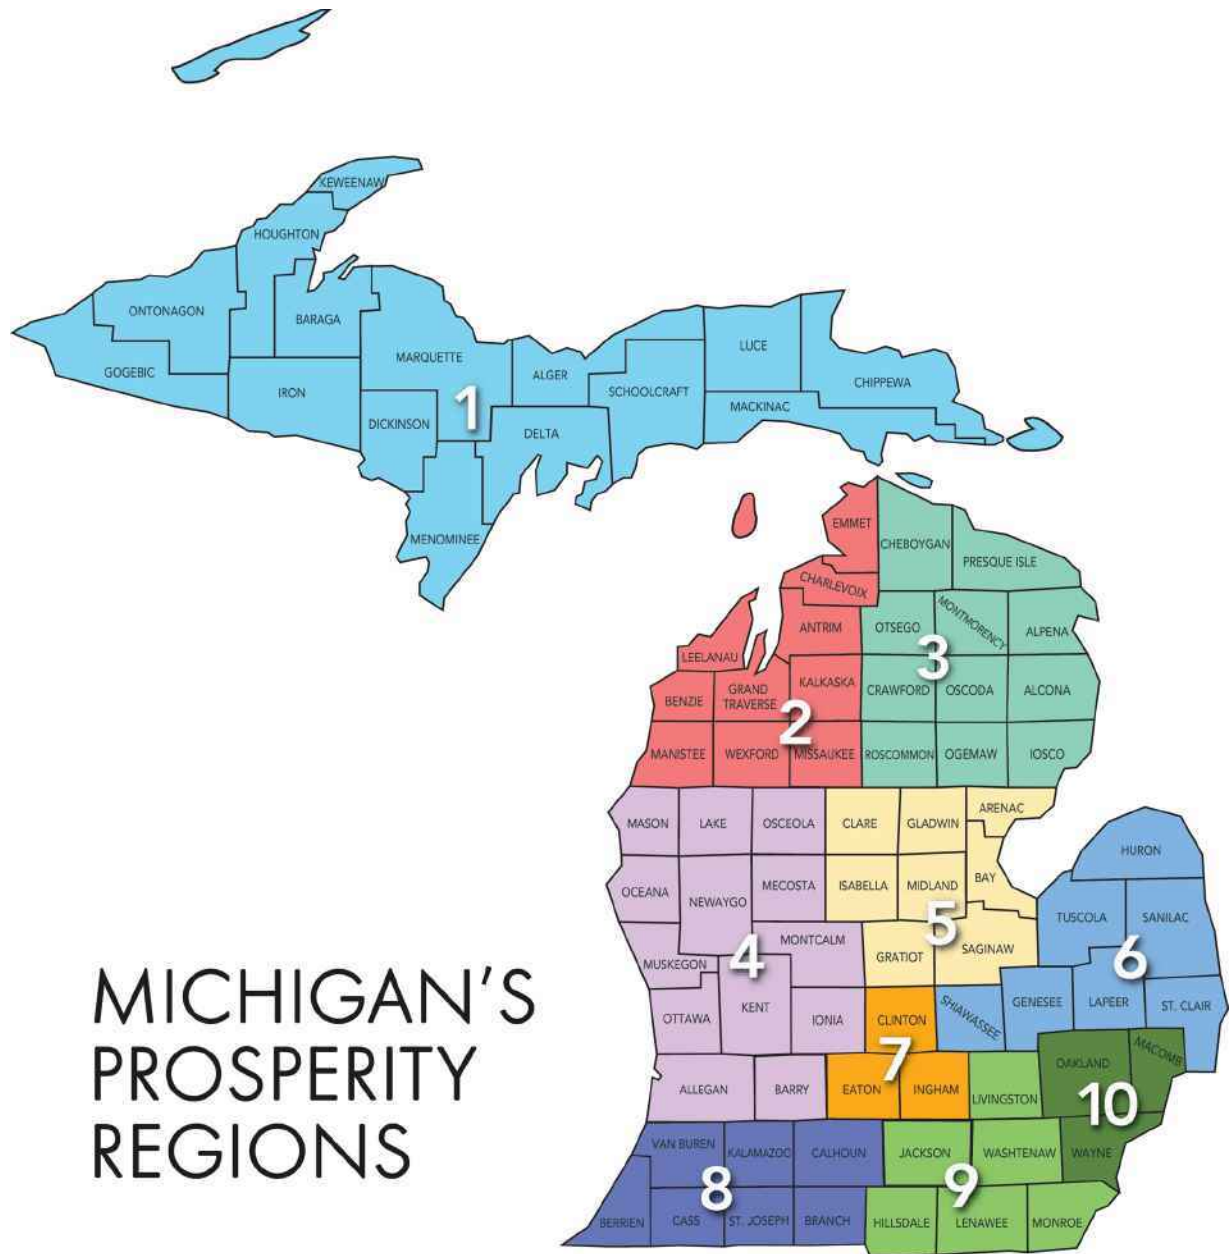 KEWEENAW
HOUGHTON
ONTONAGON
BARAGA
GOGEBIC
IRON
MARQUETTE
ALGER
LUCE
CHIPPEWA
SCHOOLCRAFT
MACKINAC
DICKINSON
1
DELTA
MENOMINEE
EMMET
CHEBOYGAN
PRESQUE ISLE
CHARLEVOIX
ANTRIM
OTSEGO
MONTMORENCY
ALPENA
3
LEELANAU
BENZIE
GRAND
TRAVERSE
KALKASKA
CRAWFORD
OSCODA
ALCONA
2
MANISTEE
WEXFORD
MISSAUKEE
ROSCOMMON
OGEMAW
IOSCO
MASON
LAKE
OSCEOLA
CLARE
GLADWIN
ARENAC
HURON
OCEANA
NEWAYGO
MECOSTA
ISABELLA
MIDLAND
BAY
TUSCOLA
SANILAC
5
MUSKEGON
4
MONTCALM
GRATIOT
SAGINAW
6
OTTAWA
KENT
IONIA
CLINTON
SHIAWASSEE
GENESEE
LAPEER
ST. CLAIR
7
ALLEGAN
BARRY
EATON
INGHAM
LIVINGSTON
OAKLAND
MACOMB
10
VAN BUREN
KALAMAZOO
CALHOUN
JACKSON
WASHTENAW
WAYNE
8
9
BERRIEN
CASS
ST. JOSEPH
BRANCH
HILLSDALE
LENAWEE
MONROE
MICHIGAN'S
PROSPERITY
REGIONS